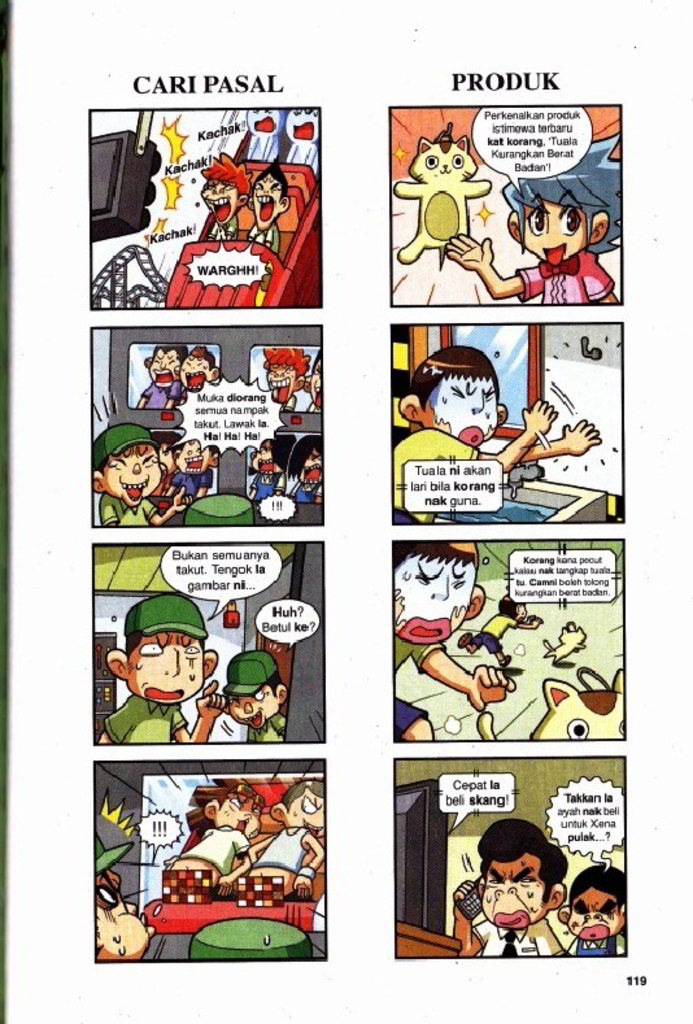 CARI PASAL
Kachak!
Kachak!
Kachak!
WARGHH!
Muka diorang
semua nampak
takut. Lawak la.
Ha! Ha! Ha!
!!!
Bukan semuanya
takut. Tengok la
gambar ni...
Huh?
Betul ke?
!!!
PRODUK
Perkenalkan produk
istimewa terbaru
kat korang, 'Tuala
Kurangkan Berat
Badan'!
Tuala ni akan
lari bila korang
nak guna.
Korang kena pecut
kalau nak tangkap tuala
tu. Camni boleh tolong
kurangkan berat badan.
Cepat la
beli skang!
Takkan la
ayah naik beli
untuk Xena
pulak...?
119